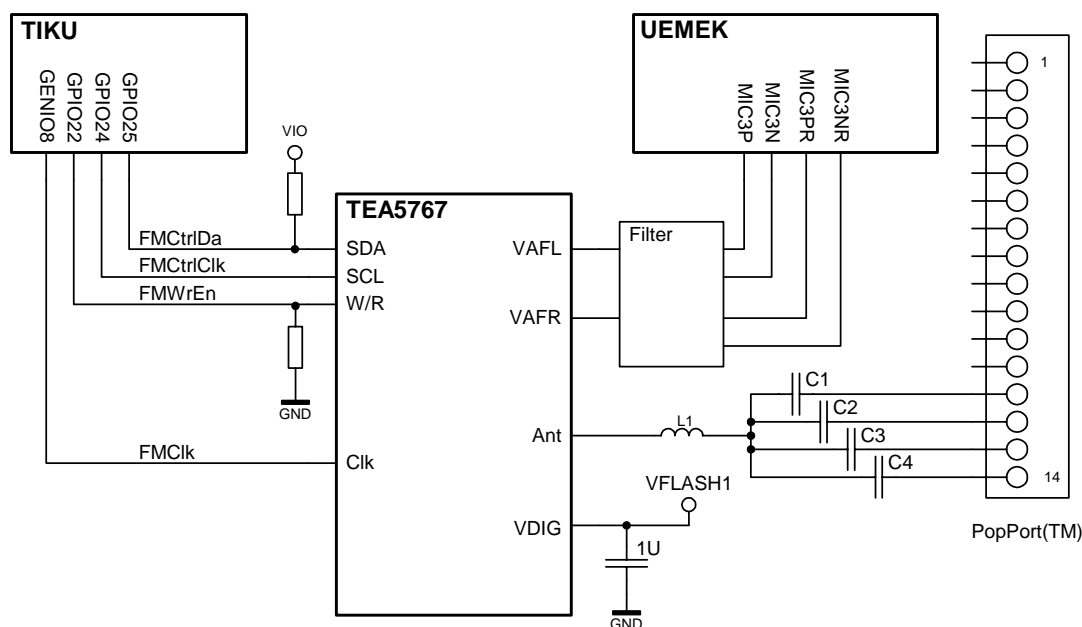 TIKU
GENIO8
GPIO22
GPIO24
GPIO25
UEMEK
MIC3P
MIC3N
MIC3PR
MIC3NR
1
VIO
TEA5767
FMCtrlDa
SDA
VAFL
Filter
FMCtrlClk
SCL
FMWrEn
W/R
VAFR
GND
C1
C2
C3
C4
L1
Ant
FMClk
Clk
14
VFLASH1
VDIG
1U
PopPort(TM)
GND